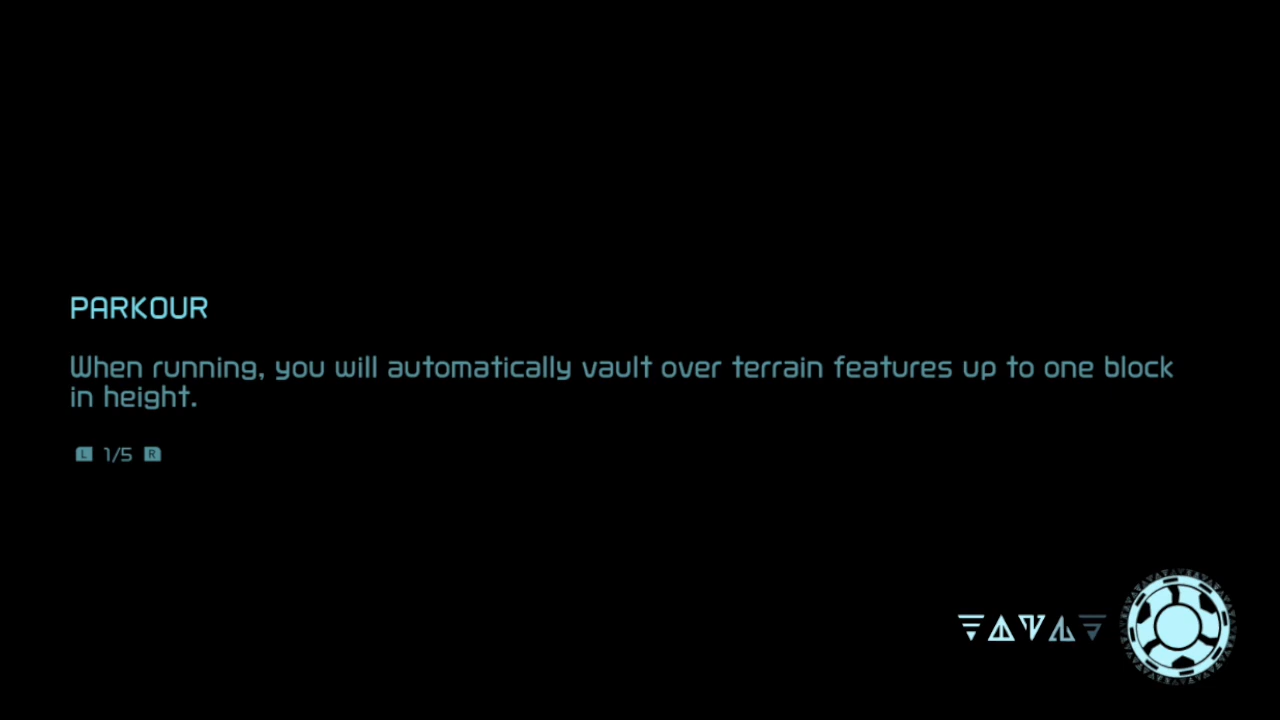 PARKOUR
When running, you will automatically vault over terrain features up to one block
in height.
L 1/5 R